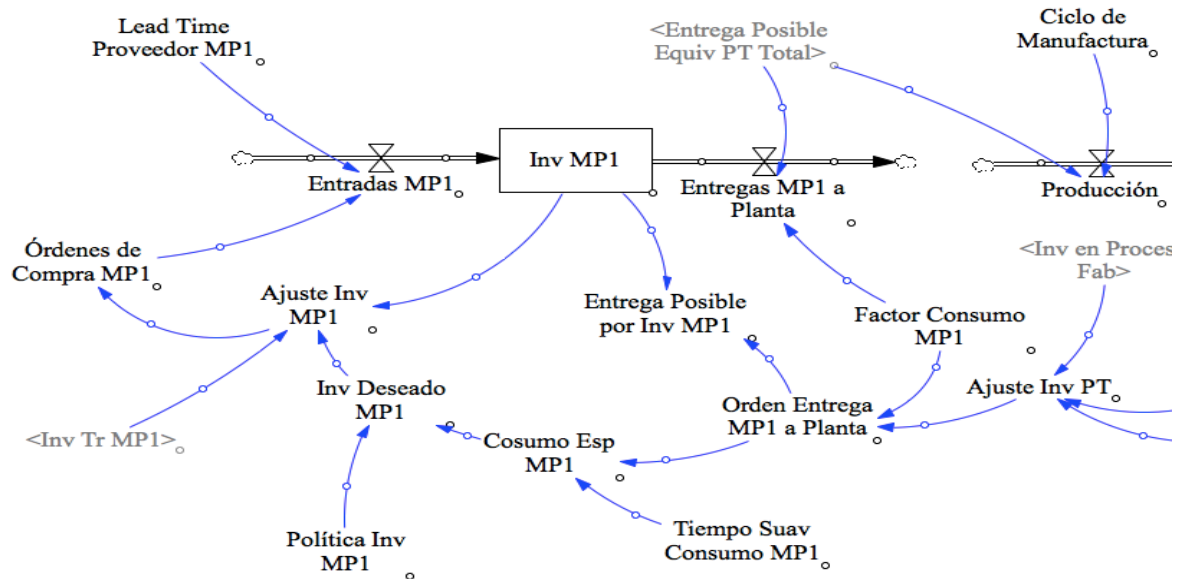 Lead Time
Proveedor MP1
<Entrega Posible
Equiv PT Total>
Ciclo de
Manufactura
Inv MP1
Entradas MP1
Entregas MP1 a
Planta
Producción
Órdenes de
Compra MP1
Ajuste Inv
MP1
Entrega Posible
por Inv MP1
<Inv en Proces
Fab>
Factor Consumo
MP1
Inv Deseado
MP1
Ajuste Inv PT
Orden Entrega
MP1 a Planta
<Inv Tr MP1>
Cosumo Esp
MP1
Política Inv
MP1
Tiempo Suav
Consumo MP1